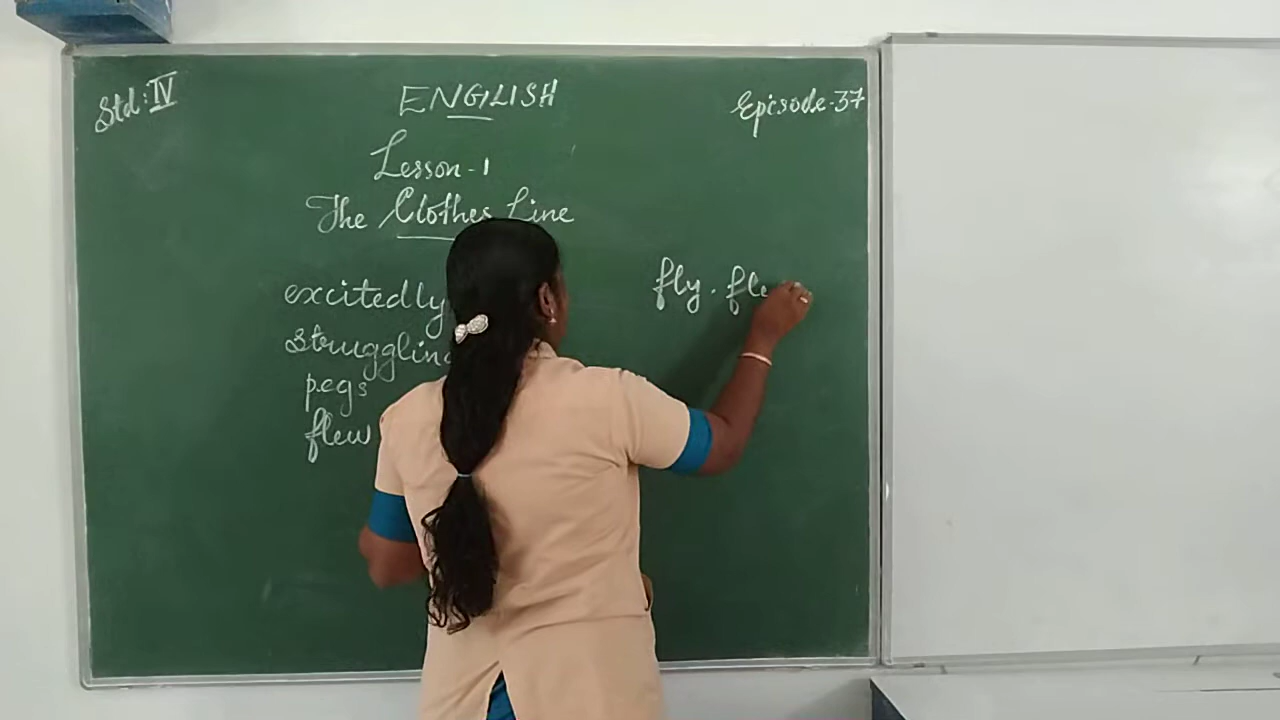 Std: IV
ENGLISH
Episode-37
Lesson-1
The Clothes Line
excitedly
fly. fle
struggling
pegs
flew